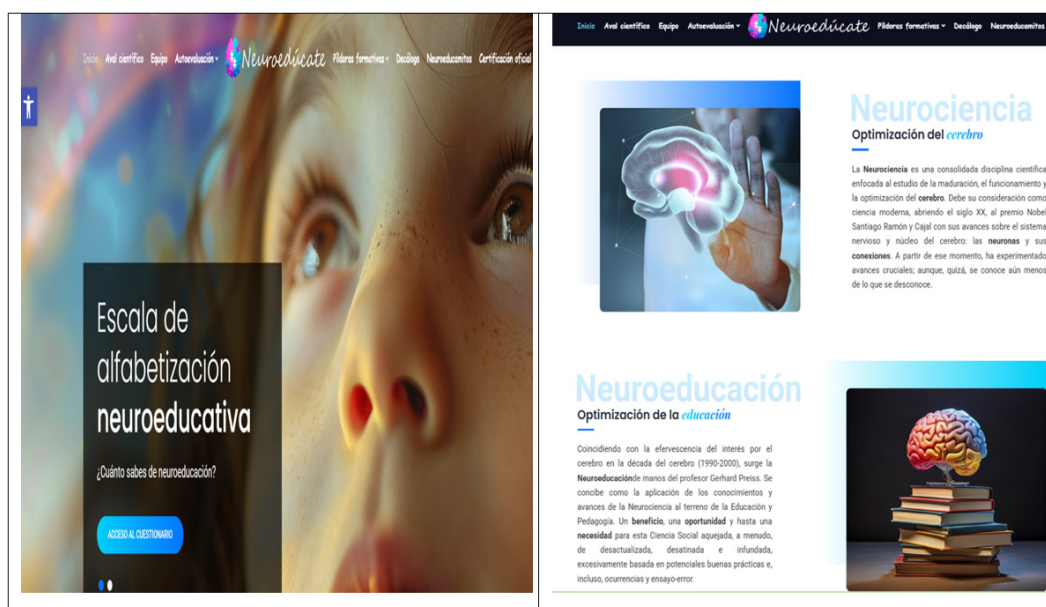 Inicio Aval científico Equipo Autoevaluación Neuroedúcate Píldoras formativas Decálogo Neuroeducamitos Certificación oficial
Escala de
alfabetización
neuroeducativa
¿Cuánto sabes de neuroeducación?
ACCESO AL CUESTIONARIO
Inicio Aval científico Equipo Autoevaluación Neuroedúcate Píldoras formativas Decálogo Neuroeducamitos
Neurociencia
Optimización del cerebro
La Neurociencia es una consolidada disciplina científica
enfocada al estudio de la maduración, el funcionamiento y
la optimización del cerebro. Debe su consideración como
ciencia moderna, abriendo el siglo XX, al premio Nobel
Santiago Ramón y Cajal con sus avances sobre el sistema
nervioso y núcleo del cerebro: las neuronas y sus
conexiones. A partir de ese momento, ha experimentado
avances cruciales; aunque, quizá, se conoce aún menos
de lo que se desconoce.
Neuroeducación
Optimización de la educación
Coincidiendo con la efervescencia del interés por el
cerebro en la década del cerebro (1990-2000), surge la
Neuroeducaciónde manos del profesor Gerhard Preiss. Se
concibe como la aplicación de los conocimientos y
avances de la Neurociencia al terreno de la Educación y
Pedagogía. Un beneficio, una oportunidad y hasta una
necesidad para esta Ciencia Social aquejada, a menudo,
de desactualizada, desatinada e infundada,
excesivamente basada en potenciales buenas prácticas e,
incluso, ocurrencias y ensayo-error.